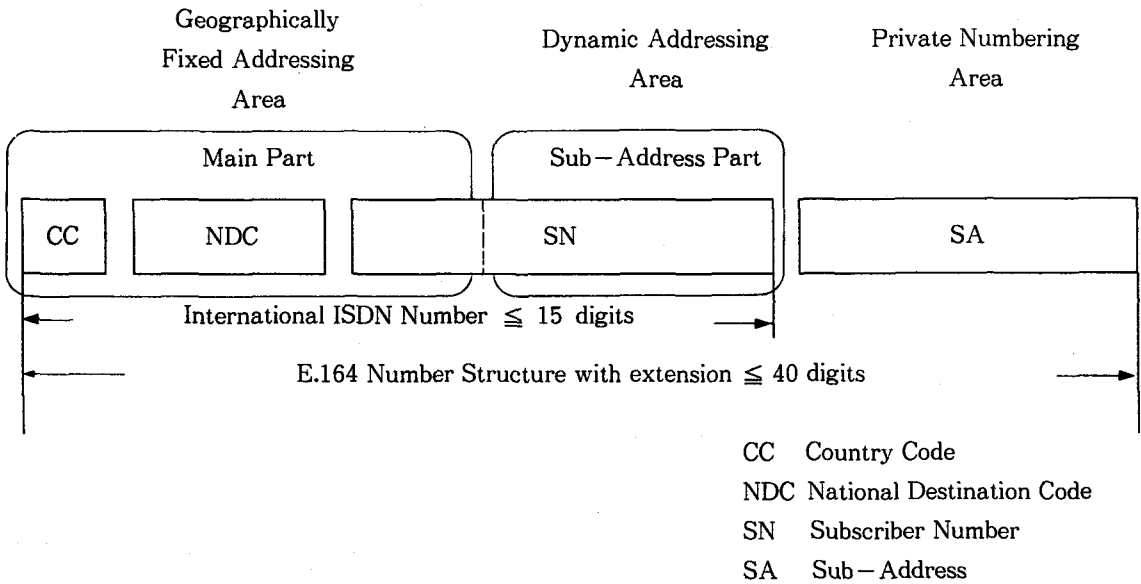 Geographically
Fixed Addressing
Area
Dynamic Addressing
Area
Private Numbering
Area
Main Part
Sub-Address Part
CC
NDC
SN
SA
International ISDN Number ≦ 15 digits
E.164 Number Structure with extension ≦ 40 digits
CC Country Code
NDC National Destination Code
SN Subscriber Number
SA Sub-Address